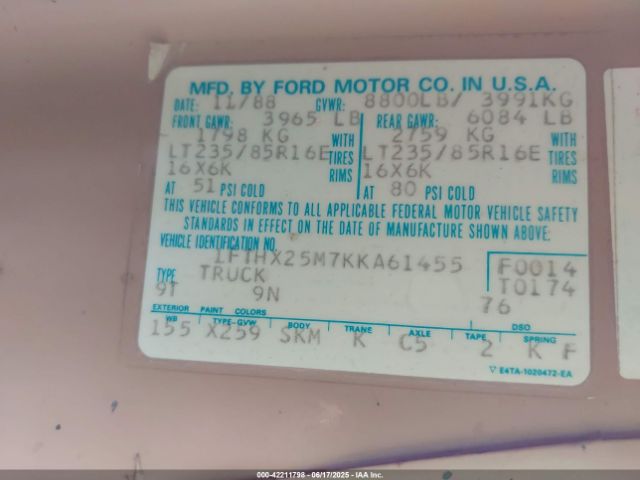 MFD. BY FORD MOTOR CO. IN U.S.A.
DATE: 11/88 GVWR: 8800LB/ 3991KG
FRONT GAWR: 3965 LB REAR GAWR: 6084 LB
1798 KG WITH 2759 KG WITH
LT235/85R16E TIRES LT235/85R16E TIRES
16X6K RIMS 16X6K RIMS
AT 51 PSI COLD AT 80 PSI COLD
THIS VEHICLE CONFORMS TO ALL APPLICABLE FEDERAL MOTOR VEHICLE SAFETY
STANDARDS IN EFFECT ON THE DATE OF MANUFACTURE SHOWN ABOVE.
VEHICLE IDENTIFICATION NO.
1FTHX25M7KKA61455 F0014
TYPE TRUCK T0174
9T 9N 76
EXTERIOR PAINT COLORS DSO
WB TYPE-GVW BODY TRANS AXLE TAPE SPRING
155 X259 SKM K C5 2 K F
▽ E4TA-1020472-EA
000-42211798 - 06/17/2025 - Copyright IAA Inc.